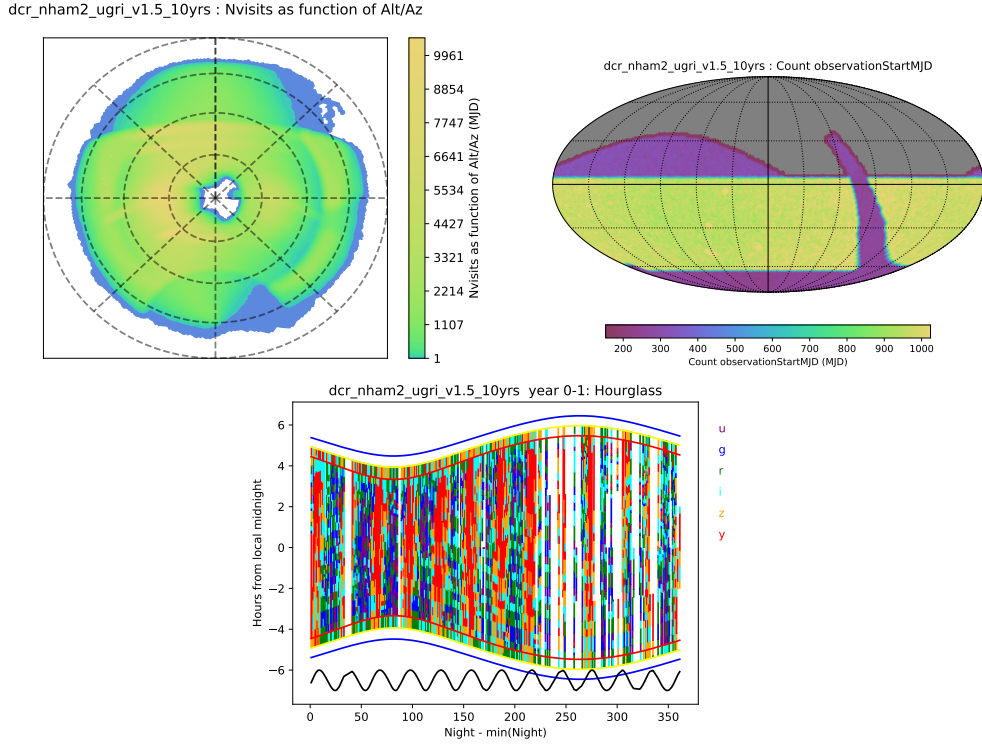 dcr_nham2_ugri_v1.5_10yrs : Nvisits as function of Alt/Az
9961
8854
7747
6641
5534
4427
3321
2214
1107
1
Nvisits as function of Alt/Az (MJD)
dcr_nham2_ugri_v1.5_10yrs : Count observationStartMJD
200 300 400 500 600 700 800 900 1000
Count observationStartMJD (MJD)
dcr_nham2_ugri_v1.5_10yrs year 0-1: Hourglass
6
4
2
0
−2
−4
−6
Hours from local midnight
0 50 100 150 200 250 300 350
Night - min(Night)
u
g
r
i
z
y